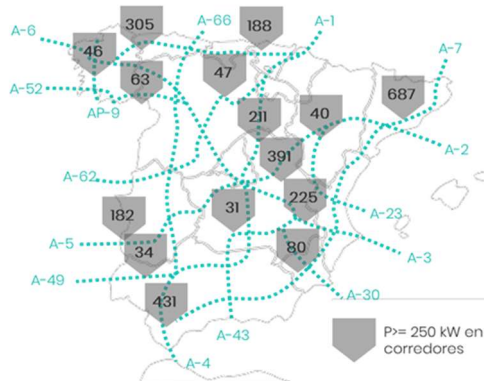 A-6
305
A-66
188
A-1
46
A-7
63
47
A-52
687
AP-9
211
40
A-2
391
A-62
182
31
225
A-23
A-5
34
80
A-3
A-49
431
A-30
A-43
A-4
P>= 250 kW en
corredores